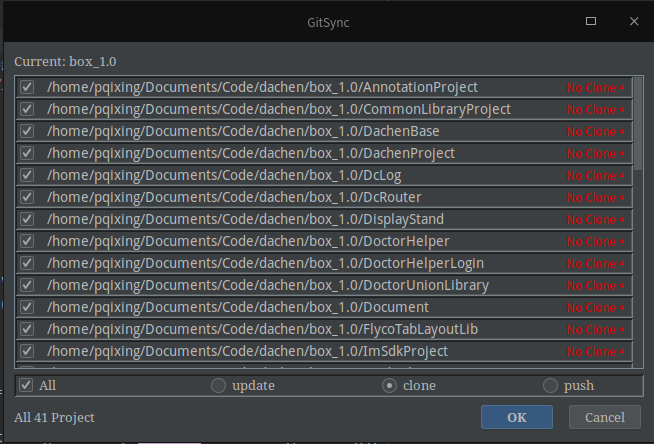 GitSync
Current: box_1.0
/home/pqixing/Documents/Code/dachen/box_1.0/AnnotationProject No Clone ×
/home/pqixing/Documents/Code/dachen/box_1.0/CommonLibraryProject No Clone ×
/home/pqixing/Documents/Code/dachen/box_1.0/DachenBase No Clone ×
/home/pqixing/Documents/Code/dachen/box_1.0/DachenProject No Clone ×
/home/pqixing/Documents/Code/dachen/box_1.0/DcLog No Clone ×
/home/pqixing/Documents/Code/dachen/box_1.0/DcRouter No Clone ×
/home/pqixing/Documents/Code/dachen/box_1.0/DisplayStand No Clone ×
/home/pqixing/Documents/Code/dachen/box_1.0/DoctorHelper No Clone ×
/home/pqixing/Documents/Code/dachen/box_1.0/DoctorHelperLogin No Clone ×
/home/pqixing/Documents/Code/dachen/box_1.0/DoctorUnionLibrary No Clone ×
/home/pqixing/Documents/Code/dachen/box_1.0/Document No Clone ×
/home/pqixing/Documents/Code/dachen/box_1.0/FlycoTabLayoutLib No Clone ×
/home/pqixing/Documents/Code/dachen/box_1.0/ImSdkProject No Clone ×
All update clone push
All 41 Project OK Cancel